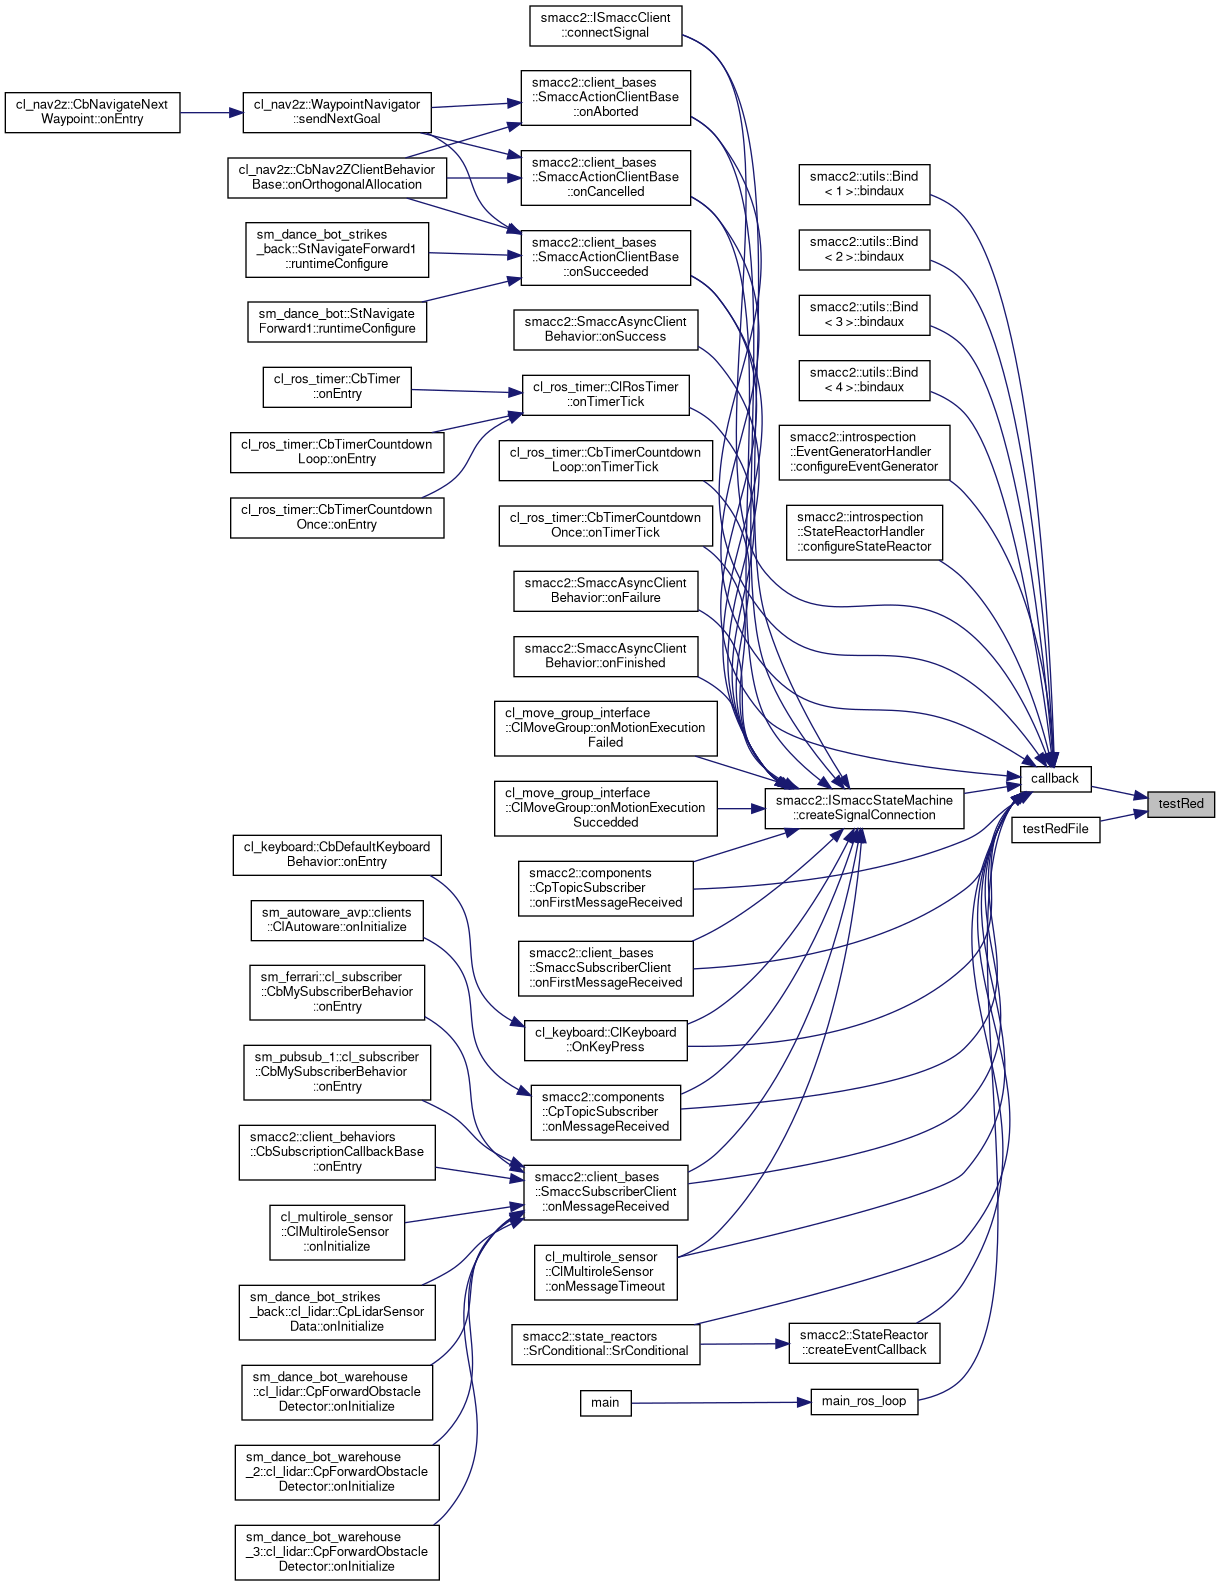 smacc2::ISmaccClient
::connectSignal
smacc2::client_bases
::SmaccActionClientBase
::onAborted
cl_nav2z::CbNavigateNext
Waypoint::onEntry
cl_nav2z::WaypointNavigator
::sendNextGoal
smacc2::client_bases
::SmaccActionClientBase
::onCancelled
cl_nav2z::CbNav2ZClientBehavior
Base::onOrthogonalAllocation
smacc2::client_bases
::SmaccActionClientBase
::onSucceeded
sm_dance_bot_strikes
_back::StNavigateForward1
::runtimeConfigure
sm_dance_bot::StNavigate
Forward1::runtimeConfigure
smacc2::SmaccAsyncClient
Behavior::onSuccess
cl_ros_timer::CbTimer
::onEntry
cl_ros_timer::ClRosTimer
::onTimerTick
cl_ros_timer::CbTimerCountdown
Loop::onEntry
cl_ros_timer::CbTimerCountdown
Loop::onTimerTick
cl_ros_timer::CbTimerCountdown
Once::onEntry
cl_ros_timer::CbTimerCountdown
Once::onTimerTick
smacc2::SmaccAsyncClient
Behavior::onFailure
smacc2::SmaccAsyncClient
Behavior::onFinished
cl_move_group_interface
::ClMoveGroup::onMotionExecution
Failed
cl_move_group_interface
::ClMoveGroup::onMotionExecution
Succedded
smacc2::utils::Bind
< 1 >::bindaux
smacc2::utils::Bind
< 2 >::bindaux
smacc2::utils::Bind
< 3 >::bindaux
smacc2::utils::Bind
< 4 >::bindaux
smacc2::introspection
::EventGeneratorHandler
::configureEventGenerator
smacc2::introspection
::StateReactorHandler
::configureStateReactor
callback
testRed
testRedFile
smacc2::ISmaccStateMachine
::createSignalConnection
cl_keyboard::CbDefaultKeyboard
Behavior::onEntry
smacc2::components
::CpTopicSubscriber
::onFirstMessageReceived
sm_autoware_avp::clients
::ClAutoware::onInitialize
smacc2::client_bases
::SmaccSubscriberClient
::onFirstMessageReceived
sm_ferrari::cl_subscriber
::CbMySubscriberBehavior
::onEntry
cl_keyboard::ClKeyboard
::OnKeyPress
sm_pubsub_1::cl_subscriber
::CbMySubscriberBehavior
::onEntry
smacc2::components
::CpTopicSubscriber
::onMessageReceived
smacc2::client_behaviors
::CbSubscriptionCallbackBase
::onEntry
smacc2::client_bases
::SmaccSubscriberClient
::onMessageReceived
cl_multirole_sensor
::ClMultiroleSensor
::onInitialize
cl_multirole_sensor
::ClMultiroleSensor
::onMessageTimeout
sm_dance_bot_strikes
_back::cl_lidar::CpLidarSensor
Data::onInitialize
smacc2::state_reactors
::SrConditional::SrConditional
smacc2::StateReactor
::createEventCallback
sm_dance_bot_warehouse
::cl_lidar::CpForwardObstacle
Detector::onInitialize
main
main_ros_loop
sm_dance_bot_warehouse
_2::cl_lidar::CpForwardObstacle
Detector::onInitialize
sm_dance_bot_warehouse
_3::cl_lidar::CpForwardObstacle
Detector::onInitialize